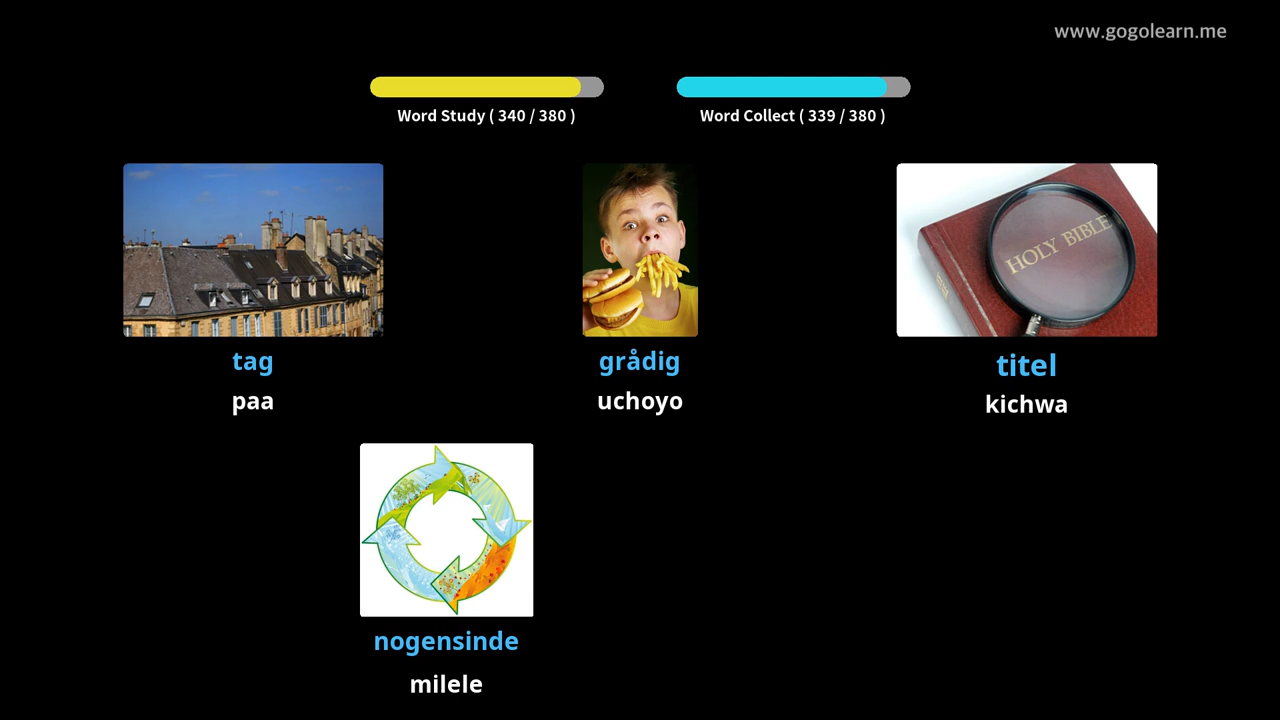 www.gogolearn.me
Word Study ( 340 / 380 )
Word Collect ( 339 / 380 )
HOLY BIBLE
tag
grådig
titel
paa
uchoyo
kichwa
nogensinde
milele